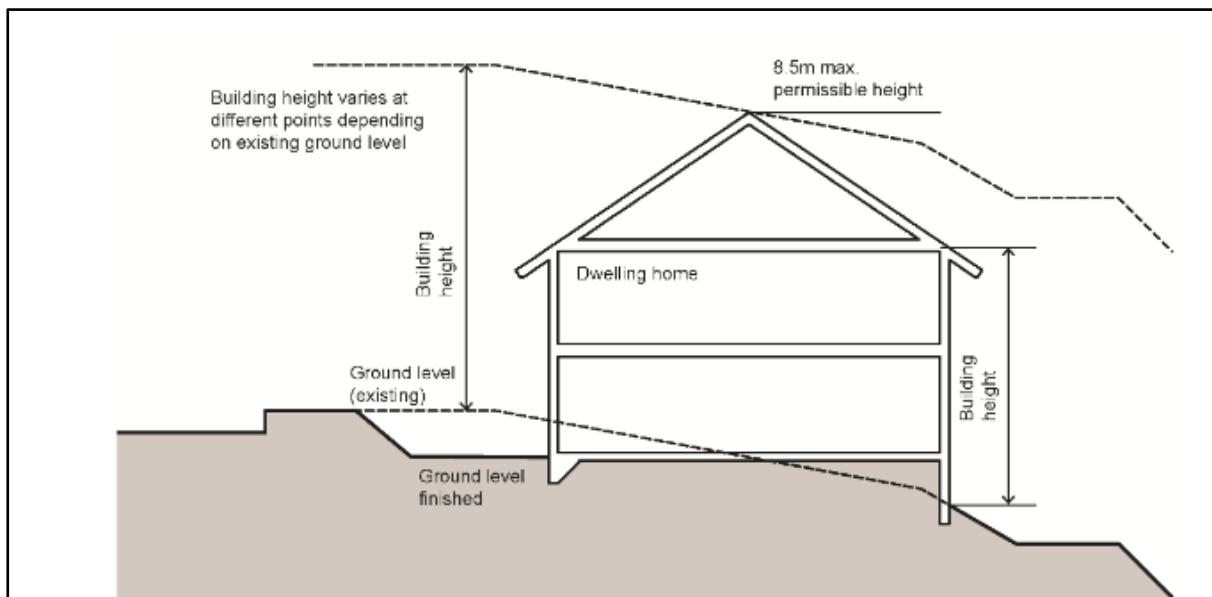 8.5m max.
permissible height
Building height varies at
different points depending
on existing ground level
Building
height
Dwelling home
Ground level
(existing)
Building
height
Ground level
finished